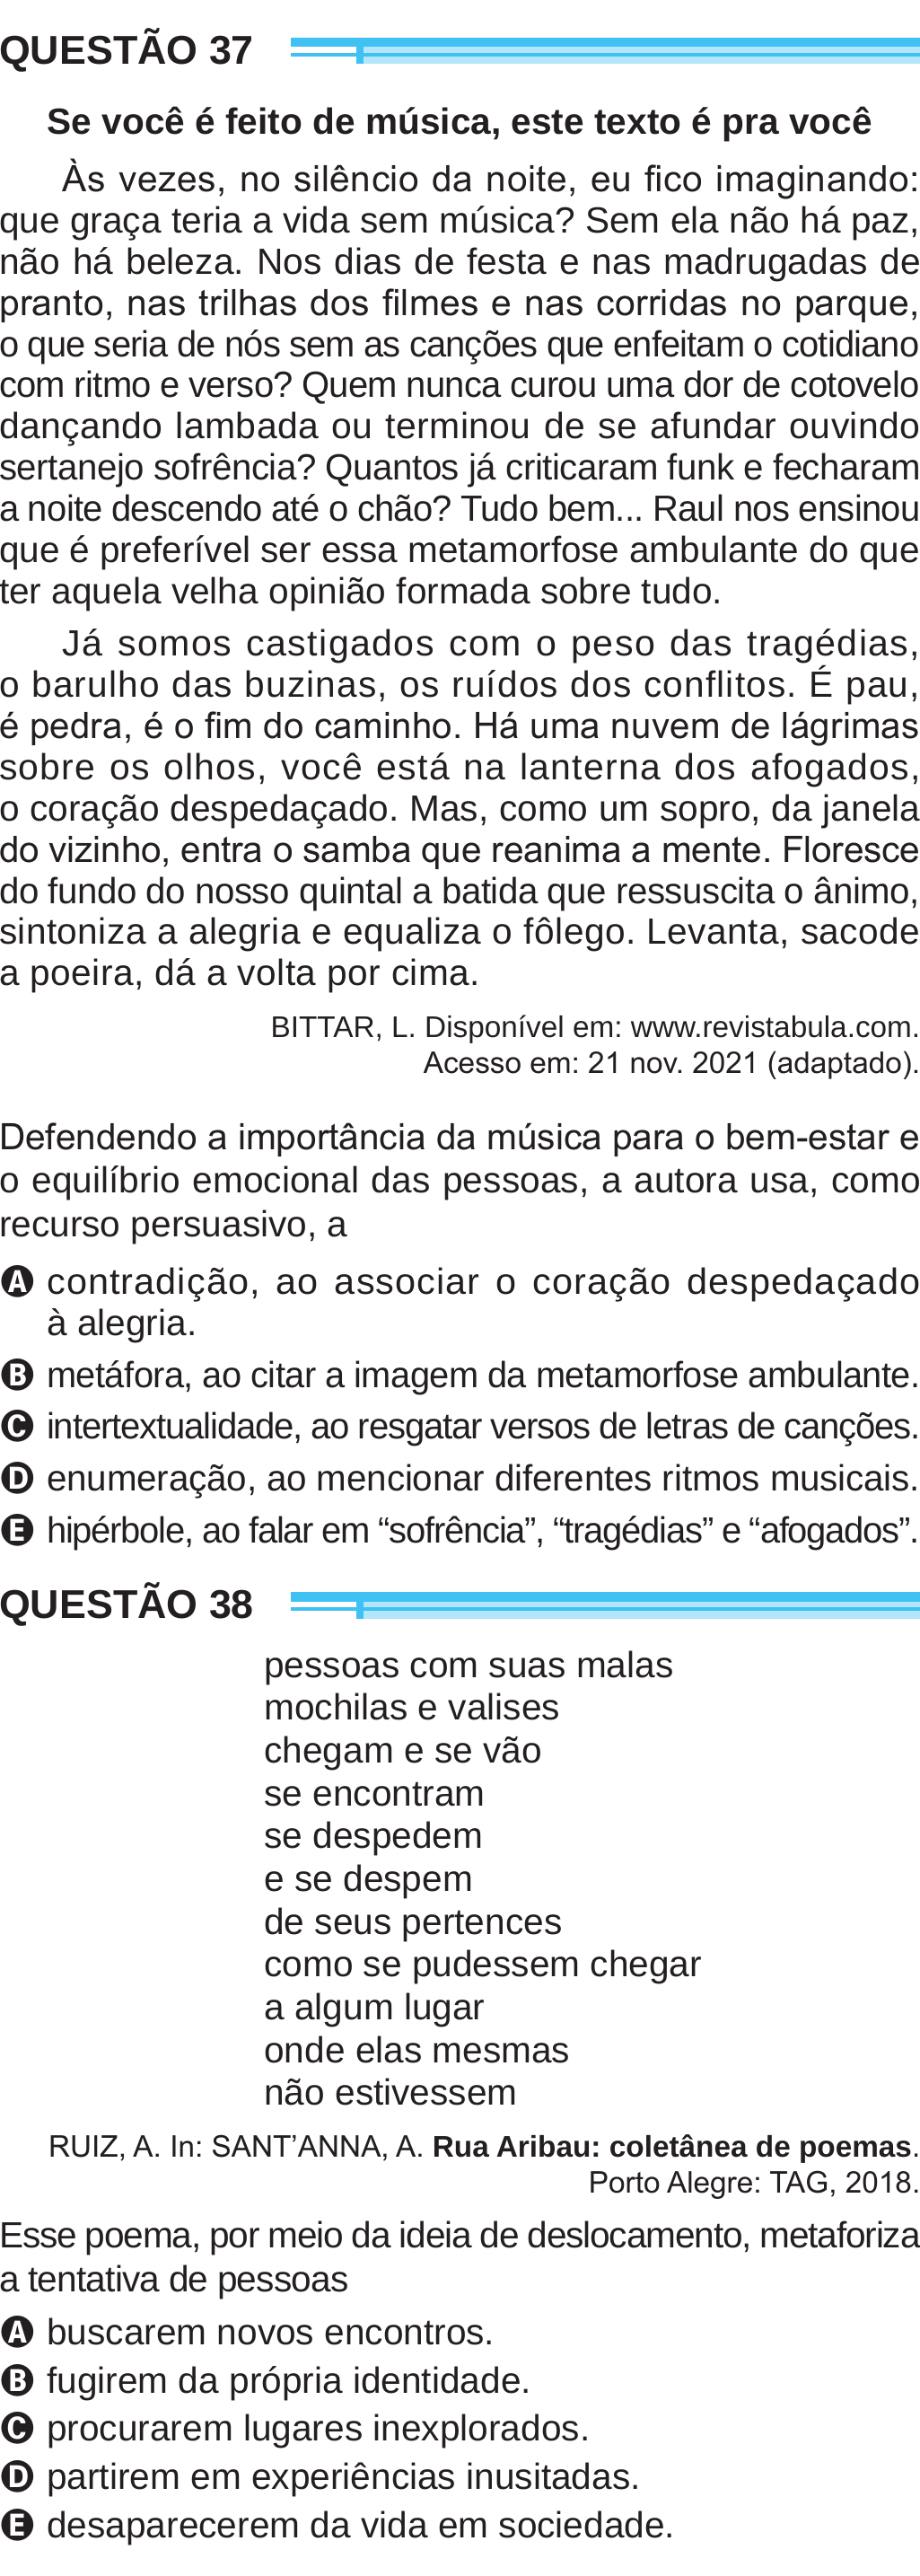 QUESTÃO 37
Se você é feito de música, este texto é pra você
Às vezes, no silêncio da noite, eu fico imaginando:
que graça teria a vida sem música? Sem ela não há paz,
não há beleza. Nos dias de festa e nas madrugadas de
pranto, nas trilhas dos filmes e nas corridas no parque,
o que seria de nós sem as canções que enfeitam o cotidiano
com ritmo e verso? Quem nunca curou uma dor de cotovelo
dançando lambada ou terminou de se afundar ouvindo
sertanejo sofrência? Quantos já criticaram funk e fecharam
a noite descendo até o chão? Tudo bem... Raul nos ensinou
que é preferível ser essa metamorfose ambulante do que
ter aquela velha opinião formada sobre tudo.
Já somos castigados com o peso das tragédias,
o barulho das buzinas, os ruídos dos conflitos. É pau,
é pedra, é o fim do caminho. Há uma nuvem de lágrimas
sobre os olhos, você está na lanterna dos afogados,
o coração despedaçado. Mas, como um sopro, da janela
do vizinho, entra o samba que reanima a mente. Floresce
do fundo do nosso quintal a batida que ressuscita o ânimo,
sintoniza a alegria e equaliza o fôlego. Levanta, sacode
a poeira, dá a volta por cima.
BITTAR, L. Disponível em: www.revistabula.com.
Acesso em: 21 nov. 2021 (adaptado).
Defendendo a importância da música para o bem-estar e
o equilíbrio emocional das pessoas, a autora usa, como
recurso persuasivo, a
A contradição, ao associar o coração despedaçado
à alegria.
B metáfora, ao citar a imagem da metamorfose ambulante.
C intertextualidade, ao resgatar versos de letras de canções.
D enumeração, ao mencionar diferentes ritmos musicais.
E hipérbole, ao falar em “sofrência”, “tragédias” e “afogados”.
QUESTÃO 38
pessoas com suas malas
mochilas e valises
chegam e se vão
se encontram
se despedem
e se despem
de seus pertences
como se pudessem chegar
a algum lugar
onde elas mesmas
não estivessem
RUIZ, A. In: SANT’ANNA, A. Rua Aribau: coletânea de poemas.
Porto Alegre: TAG, 2018.
Esse poema, por meio da ideia de deslocamento, metaforiza
a tentativa de pessoas
A buscarem novos encontros.
B fugirem da própria identidade.
C procurarem lugares inexplorados.
D partirem em experiências inusitadas.
E desaparecerem da vida em sociedade.